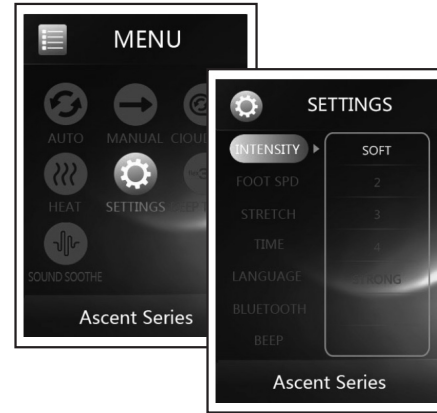 MENU
AUTO
MANUAL
CLOUD
HEAT
SETTINGS
SOUND SOOTHE
Ascent Series
SETTINGS
INTENSITY
SOFT
FOOT SPD
2
STRETCH
3
TIME
4
LANGUAGE
STRONG
BLUETOOTH
BEEP
Ascent Series